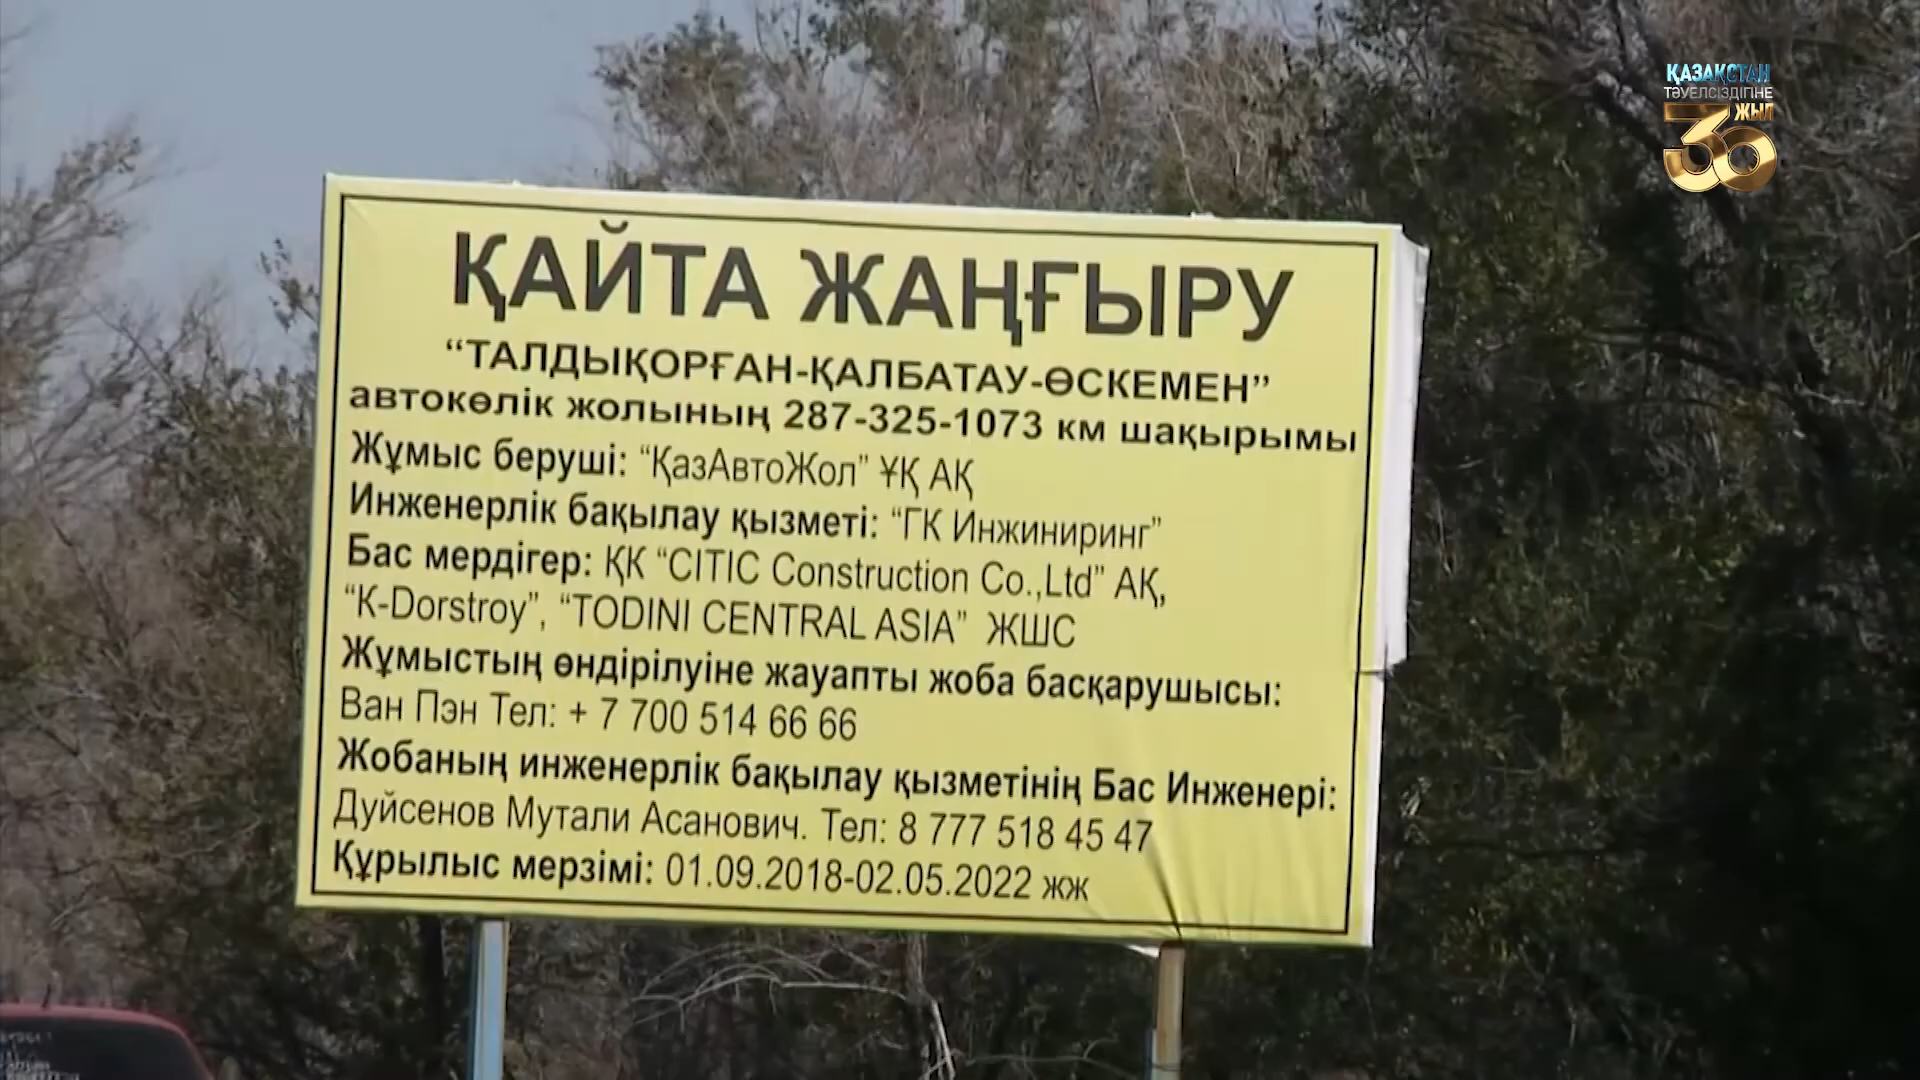 ҚАЗАҚСТАН
ТӘУЕЛСІЗДІГІНЕ
30 ЖЫЛ
ҚАЙТА ЖАҢҒЫРУ
“ТАЛДЫҚОРҒАН-ҚАЛБАТАУ-ӨСКЕМЕН”
автокөлік жолының 287-325-1073 км шақырымы
Жұмыс беруші: “ҚазАвтоЖол” ҰҚ АҚ
Инженерлік бақылау қызметі: “ГК Инжиниринг”
Бас мердігер: ҚК “CITIC Construction Co.,Ltd” АҚ,
“K-Dorstroy”, “TODINI CENTRAL ASIA” ЖШС
Жұмыстың өндірілуіне жауапты жоба басқарушысы:
Ван Пэн Тел: + 7 700 514 66 66
Жобаның инженерлік бақылау қызметінің Бас Инженері:
Дуйсенов Мутали Асанович. Тел: 8 777 518 45 47
Құрылыс мерзімі: 01.09.2018-02.05.2022 жж